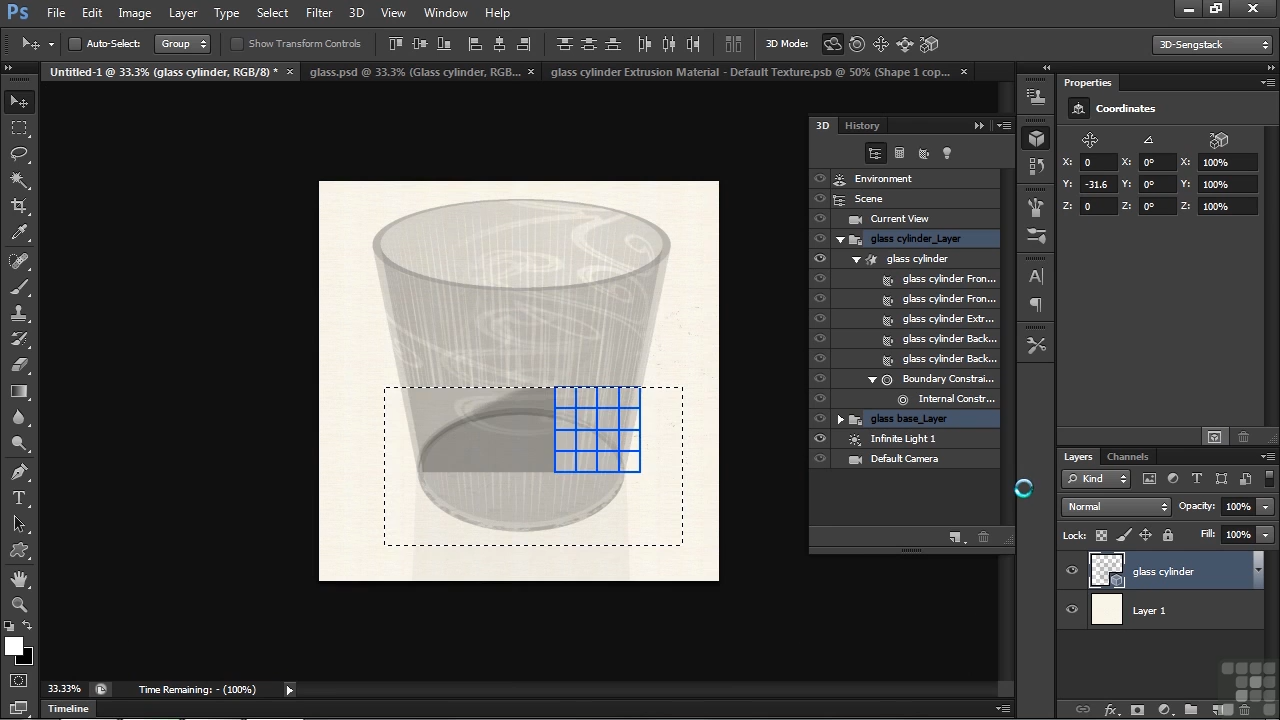 Ps File Edit Image Layer Type Select Filter 3D View Window Help
Auto-Select: Group Show Transform Controls 3D Mode: 3D-Sengstack
Untitled-1 @ 33.3% (glass cylinder, RGB/8) * × glass.psd @ 33.3% (Glass cylinder, RGB... × glass cylinder Extrusion Material - Default Texture.psb @ 50% (Shape 1 cop... ×
Properties
Coordinates
X: 0 X: 0° X: 100%
Y: -31.6 Y: 0° Y: 100%
Z: 0 Z: 0° Z: 100%
3D History
Environment
Scene
Current View
glass cylinder_Layer
glass cylinder
glass cylinder Fron...
glass cylinder Fron...
glass cylinder Extr...
glass cylinder Back...
glass cylinder Back...
Boundary Constrai...
Internal Constr...
glass base_Layer
Infinite Light 1
Default Camera
Layers Channels
Kind
Normal Opacity: 100%
Lock: Fill: 100%
glass cylinder
Layer 1
33.33% Time Remaining: - (100%)
Timeline